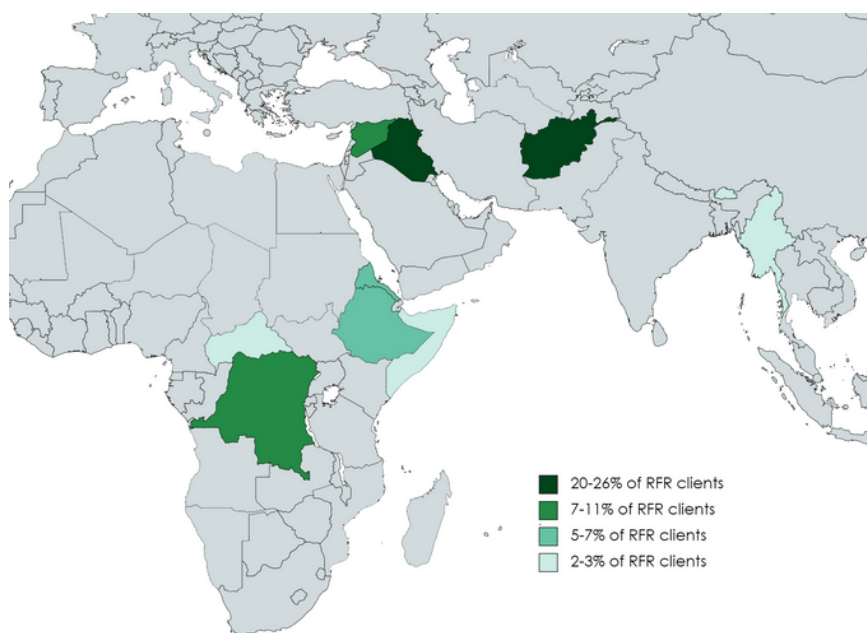 20-26% of RFR clients
7-11% of RFR clients
5-7% of RFR clients
2-3% of RFR clients